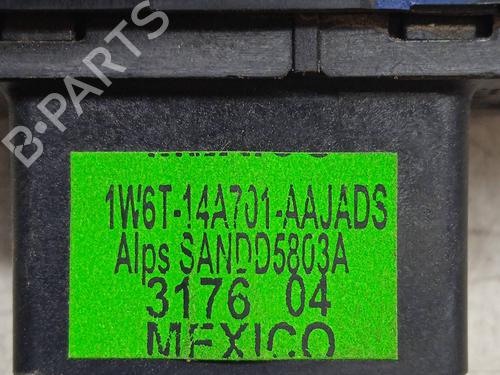 B-PARTS
1W6T-14A701-AAJADS
Alps SANDD5803A
3176 04
MEXICO